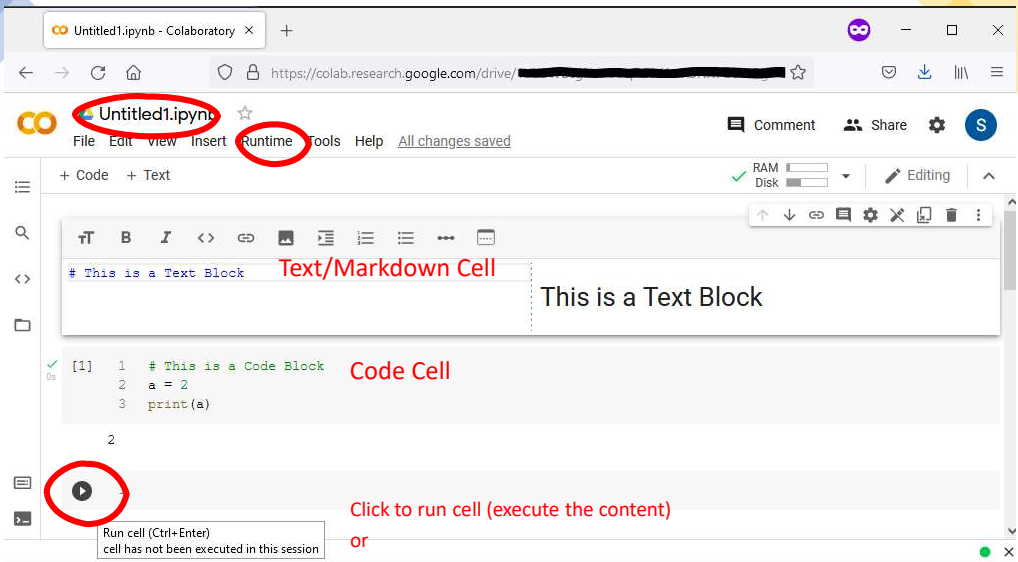 Untitled1.ipynb - Colaboratory
https://colab.research.google.com/drive/
Untitled1.ipynb
File Edit View Insert Runtime Tools Help All changes saved
Comment Share S
+ Code + Text
RAM
Disk
Editing
# This is a Text Block
Text/Markdown Cell
This is a Text Block
[1] 1 # This is a Code Block
Code Cell
2 a = 2
3 print(a)
0s
2
Click to run cell (execute the content)
or
Run cell (Ctrl+Enter)
cell has not been executed in this session